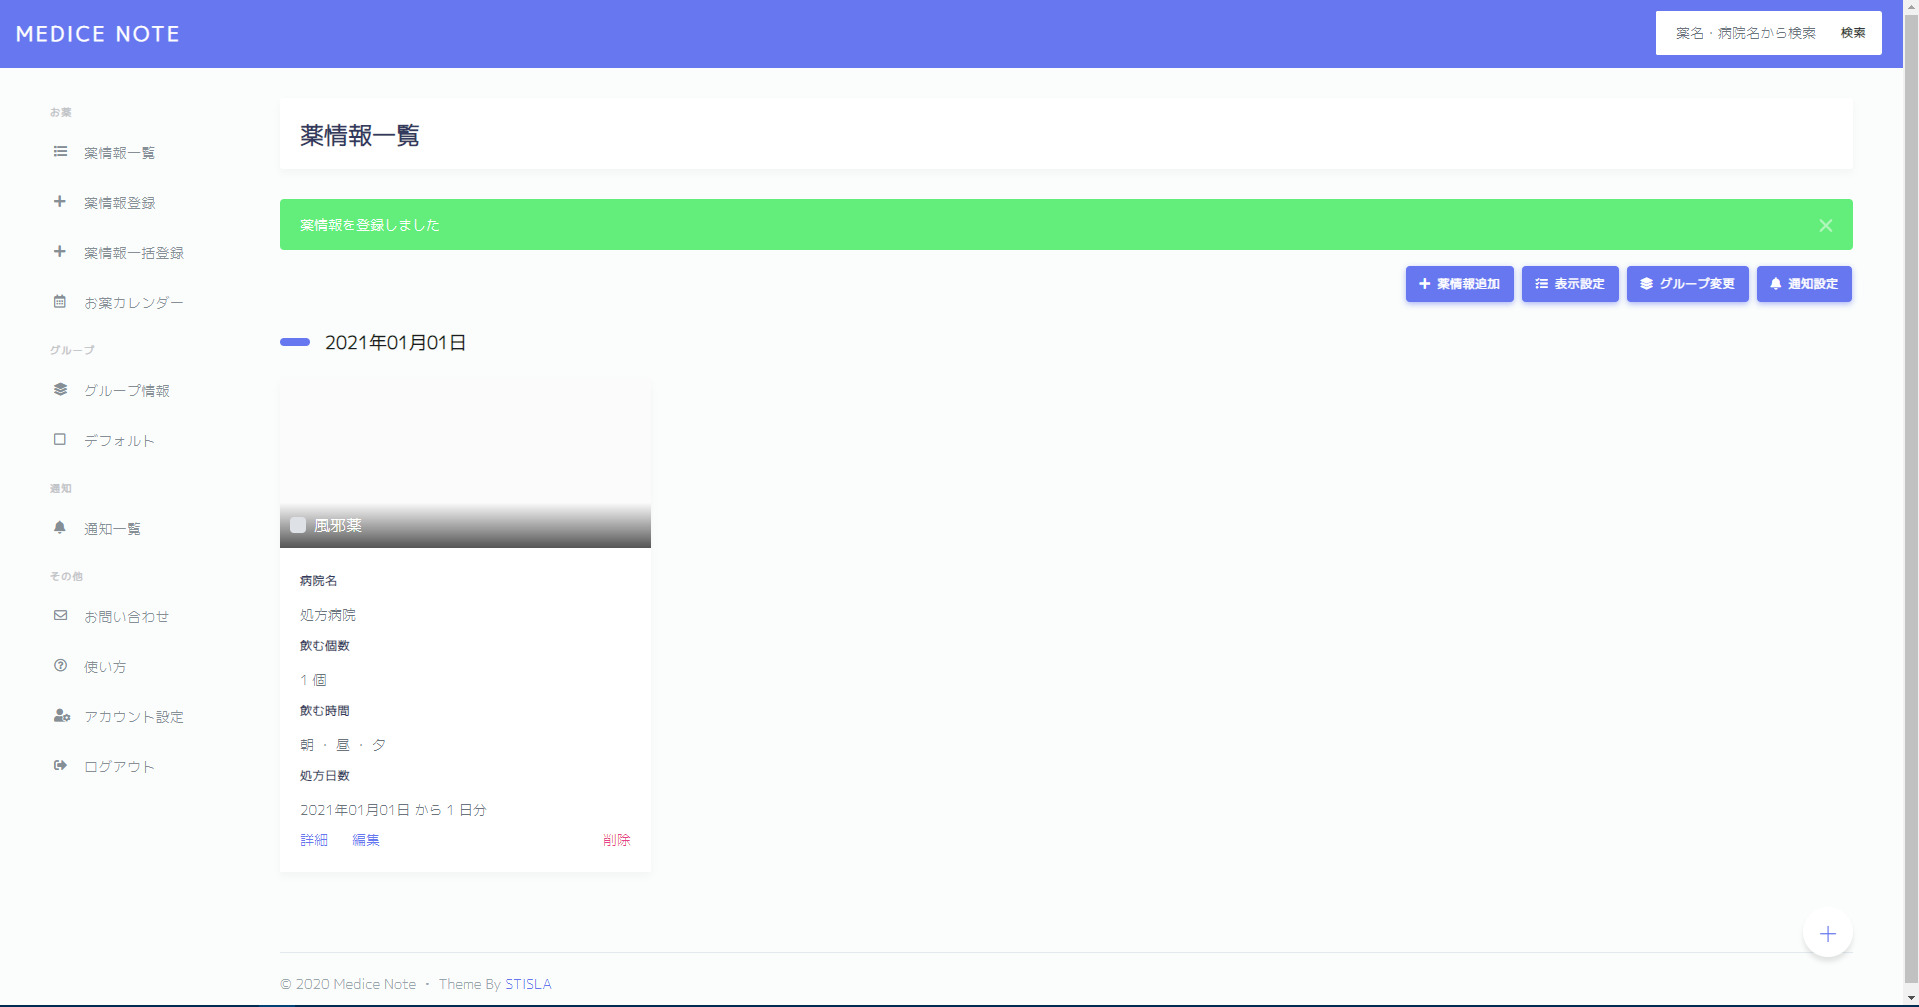 MEDICE NOTE
薬名・病院名から検索 検索
お薬
薬情報一覧
薬情報登録
薬情報一括登録
お薬カレンダー
グループ
グループ情報
デフォルト
通知
通知一覧
その他
お問い合わせ
使い方
アカウント設定
ログアウト
薬情報一覧
薬情報を登録しました
薬情報追加 表示設定 グループ変更 通知設定
2021年01月01日
風邪薬
病院名
処方病院
飲む個数
1 個
飲む時間
朝 ・ 昼 ・ 夕
処方日数
2021年01月01日 から 1 日分
詳細 編集 削除
© 2020 Medice Note ・ Theme By STISLA